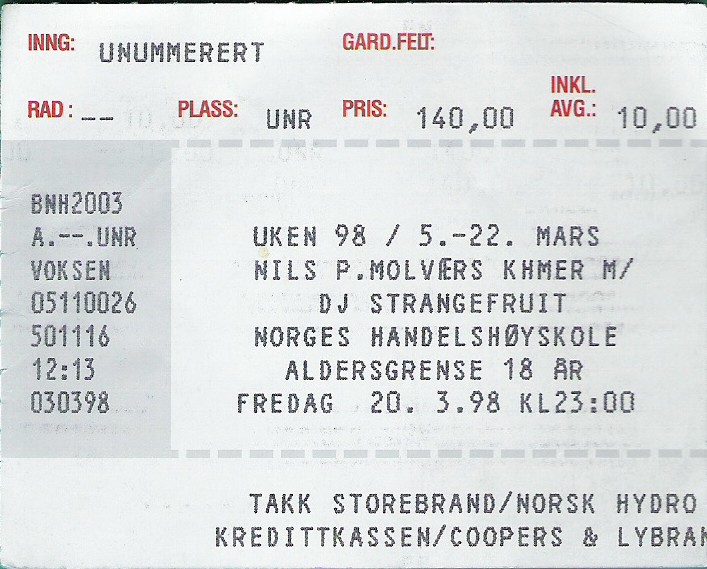 INNG: UNUMMERERT GARD.FELT:
RAD: -- PLASS: UNR PRIS: 140,00 INKL. AVG.: 10,00
BNH2003
A.--.UNR UKEN 98 / 5.-22. MARS
VOKSEN NILS P.MOLVÆRS KHMER M/
05110026 DJ STRANGEFRUIT
501116 NORGES HANDELSHØYSKOLE
12:13 ALDERSGRENSE 18 ÅR
030398 FREDAG 20. 3.98 KL23:00
TAKK STOREBRAND/NORSK HYDRO
KREDITTKASSEN/COOPERS & LYBRAN